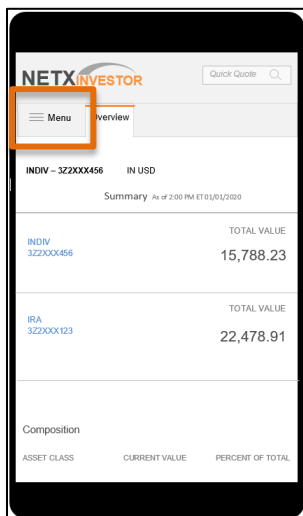 NETXINVESTOR
Quick Quote
Menu
Overview
INDIV – 3Z2XXX456 IN USD
Summary As of 2:00 PM ET 01/01/2020
TOTAL VALUE
INDIV
3Z2XXX456
15,788.23
TOTAL VALUE
IRA
3Z2XXX123
22,478.91
Composition
ASSET CLASS CURRENT VALUE PERCENT OF TOTAL